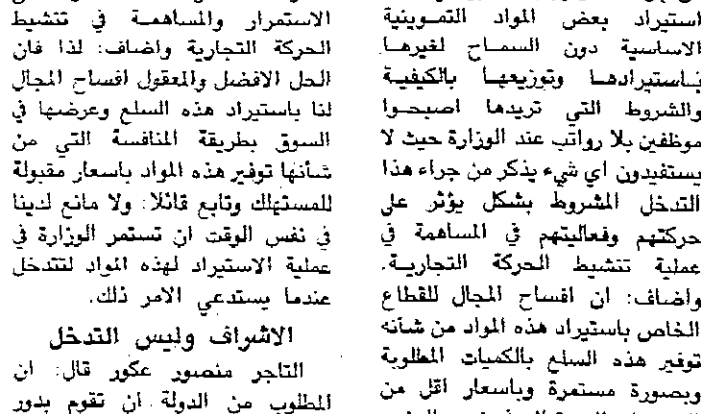 استيراد بعض المواد التموينية
الاساسية دون السماح لغيرها
باستيرادها وتوزيعها بالكيفية
والشروط التي تريدها اصبحوا
موظفين بلا رواتب عند الوزارة حيث لا
يستفيدون اي شيء يذكر من جراء هذا
التدخل المشروط بشكل يؤثر على
حركتهم وفعاليتهم في المساهمة في
عملية تنشيط الحركة التجارية.
واضاف: ان افساح المجال للقطاع
الخاص باستيراد هذه المواد من شأنه
توفير هذه السلع بالكميات المطلوبة
وبصورة مستمرة وباسعار اقل من
الاستمرار والمساهمة في تنشيط
الحركة التجارية واضاف: لذا فان
الحل الافضل والمعقول افساح المجال
لنا باستيراد هذه السلع وعرضها في
السوق بطريقة المنافسة التي من
شأنها توفير هذه المواد باسعار مقبولة
للمستهلك وتابع قائلا: ولا مانع لدينا
في نفس الوقت ان تستمر الوزارة في
عملية الاستيراد لهذه المواد لتتدخل
عندما يستدعي الامر ذلك.
الاشراف وليس التدخل
التاجر منصور عكور قال: ان
المطلوب من الدولة ان تقوم بدور